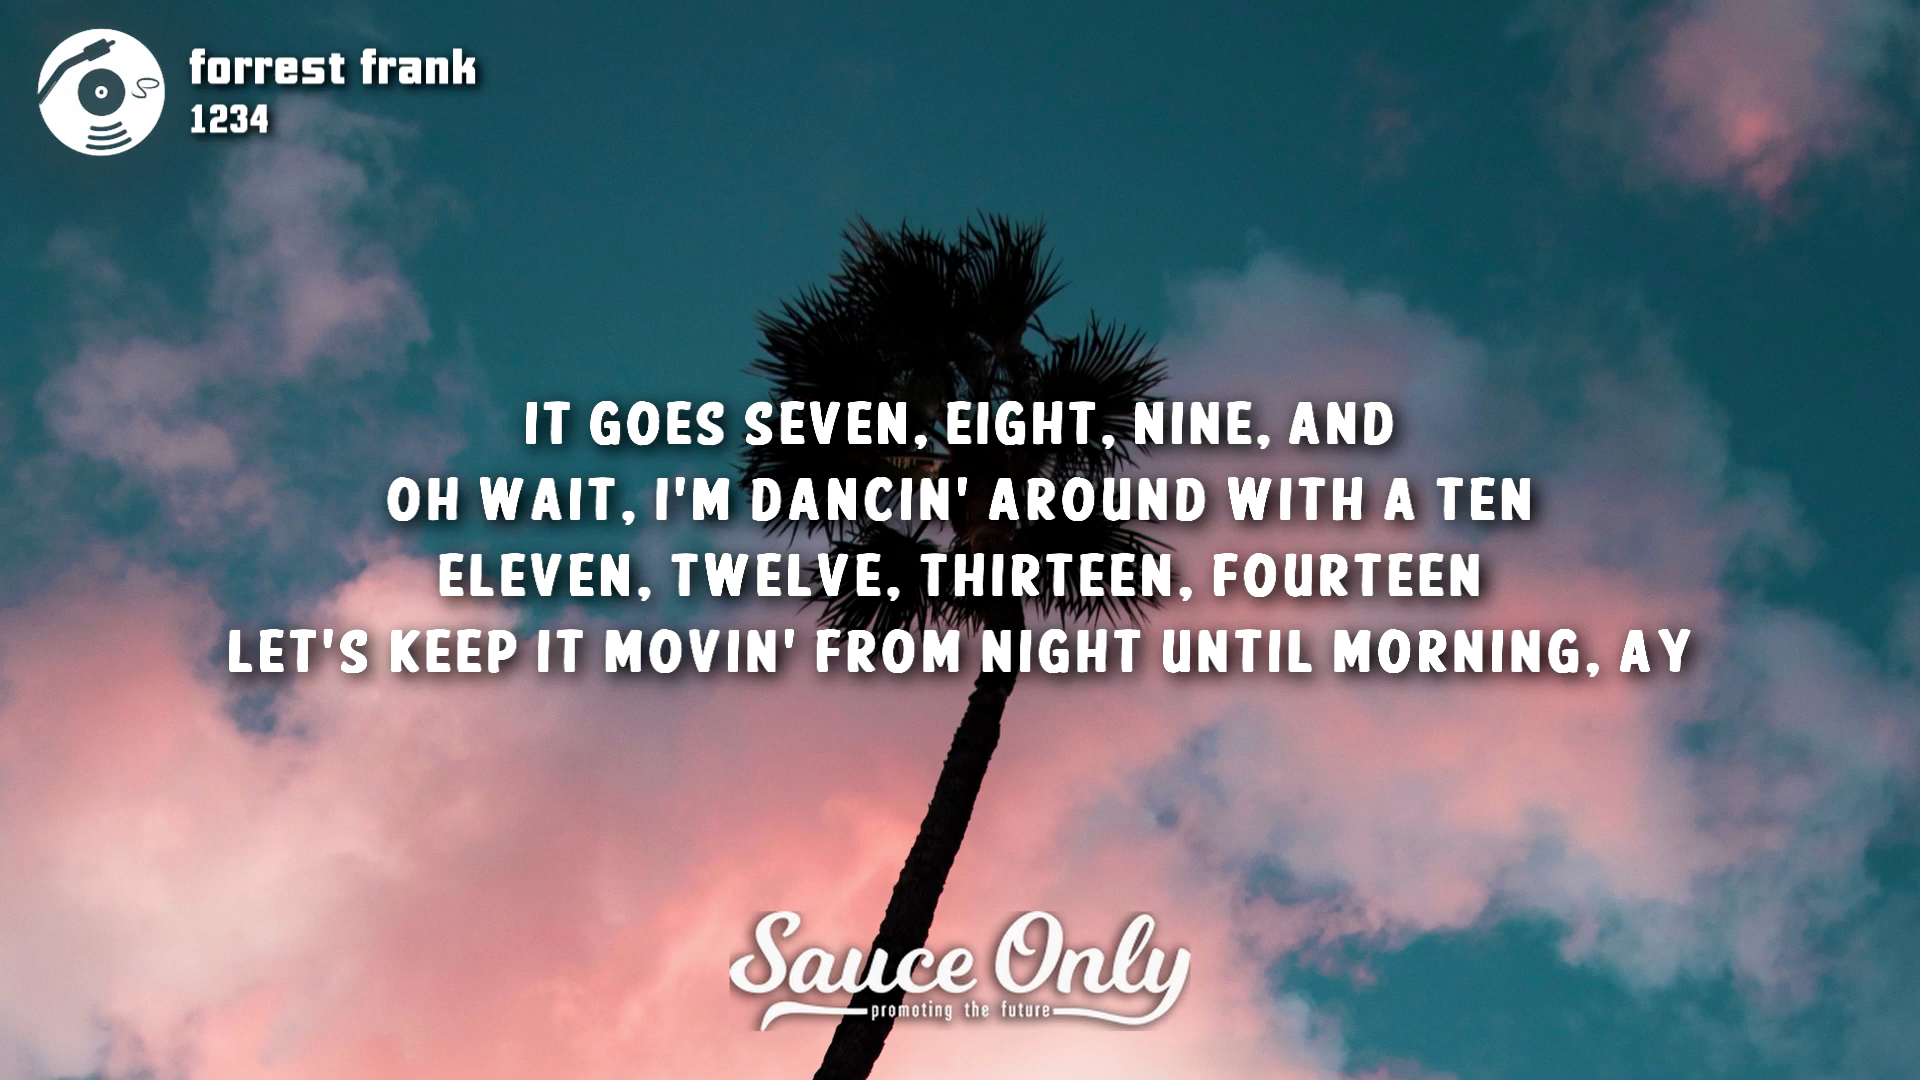 forrest frank
1234
IT GOES SEVEN, EIGHT, NINE, AND
OH WAIT, I'M DANCIN' AROUND WITH A TEN
ELEVEN, TWELVE, THIRTEEN, FOURTEEN
LET'S KEEP IT MOVIN' FROM NIGHT UNTIL MORNING, AY
Sauce Only
promoting the future